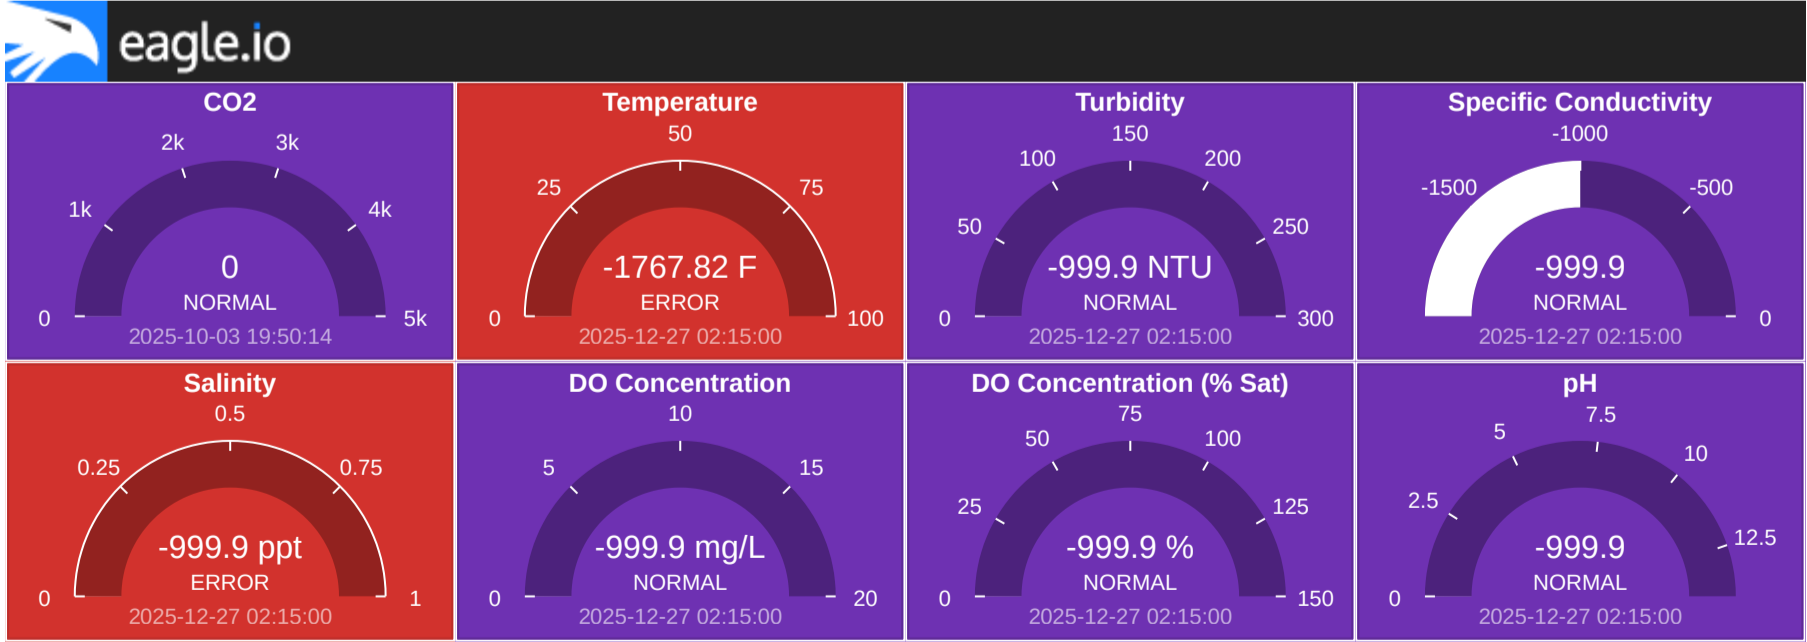 eagle.io
CO2
2k
3k
1k
4k
0
NORMAL
0
5k
2025-10-03 19:50:14
Temperature
50
25
75
-1767.82 F
ERROR
0
100
2025-12-27 02:15:00
Turbidity
150
100
200
50
250
-999.9 NTU
NORMAL
0
300
2025-12-27 02:15:00
Specific Conductivity
-1000
-1500
-500
-999.9
NORMAL
0
2025-12-27 02:15:00
Salinity
0.5
0.25
0.75
-999.9 ppt
ERROR
0
1
2025-12-27 02:15:00
DO Concentration
10
5
15
-999.9 mg/L
NORMAL
0
20
2025-12-27 02:15:00
DO Concentration (% Sat)
75
50
100
25
125
-999.9 %
NORMAL
0
150
2025-12-27 02:15:00
pH
7.5
5
10
2.5
12.5
-999.9
NORMAL
0
2025-12-27 02:15:00